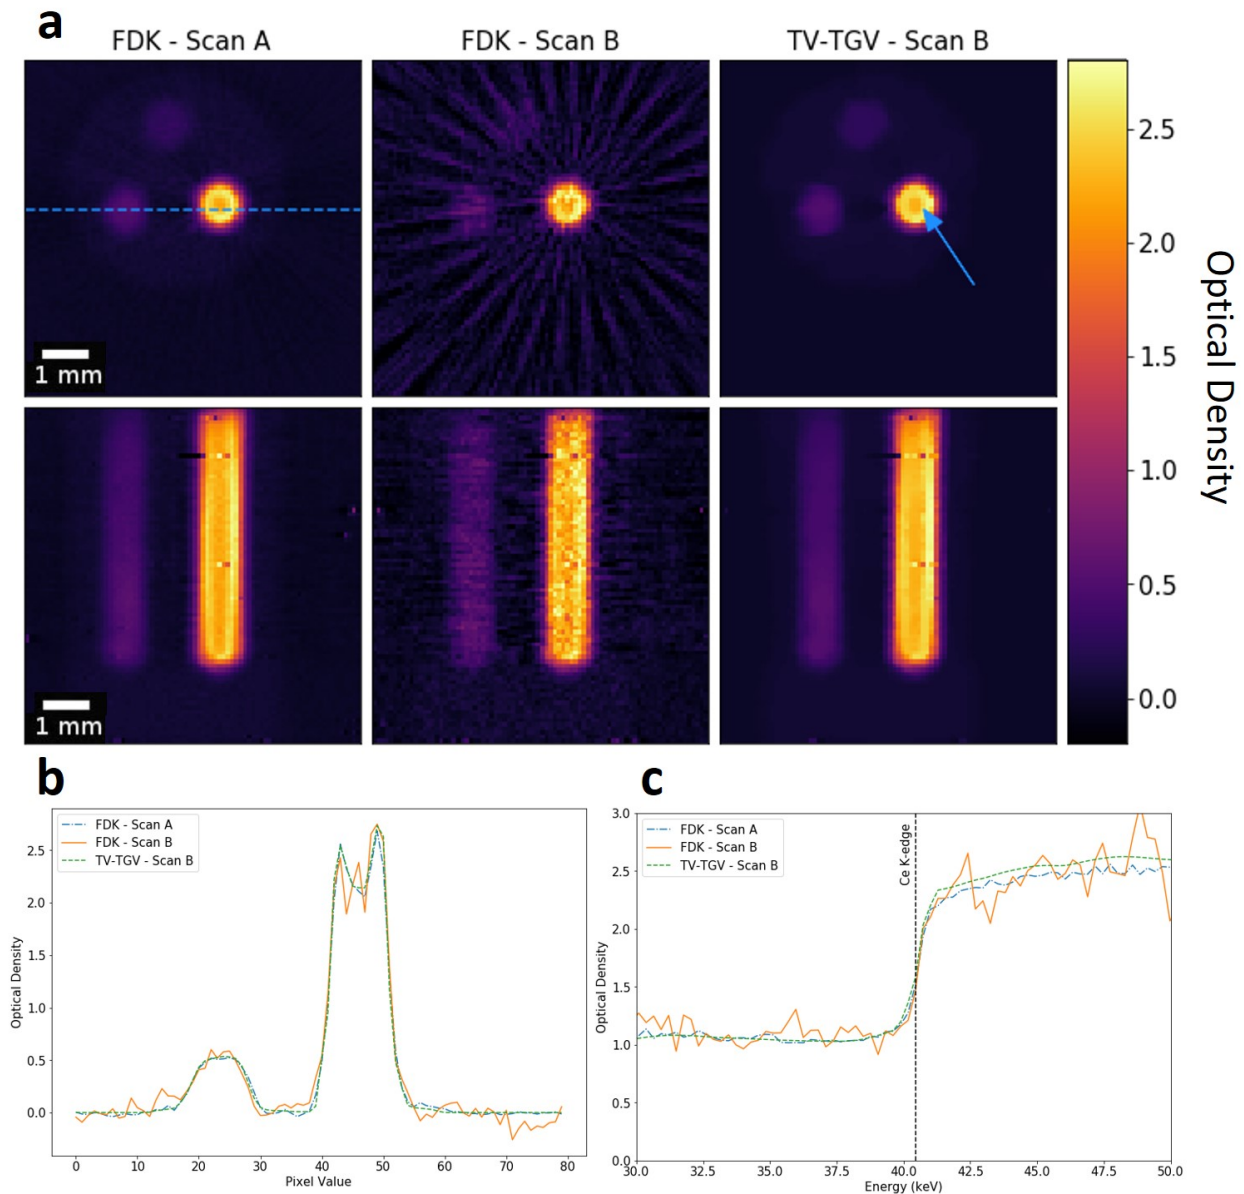 a
FDK - Scan A
FDK - Scan B
TV-TGV - Scan B
1 mm
1 mm
2.5
2.0
1.5
1.0
0.5
0.0
Optical Density
b
FDK - Scan A
FDK - Scan B
TV-TGV - Scan B
2.5
2.0
1.5
1.0
0.5
0.0
Optical Density
0 10 20 30 40 50 60 70 80
Pixel Value
c
FDK - Scan A
FDK - Scan B
TV-TGV - Scan B
Ce K-edge
3.0
2.5
2.0
1.5
1.0
0.5
0.0
Optical Density
30.0 32.5 35.0 37.5 40.0 42.5 45.0 47.5 50.0
Energy (keV)